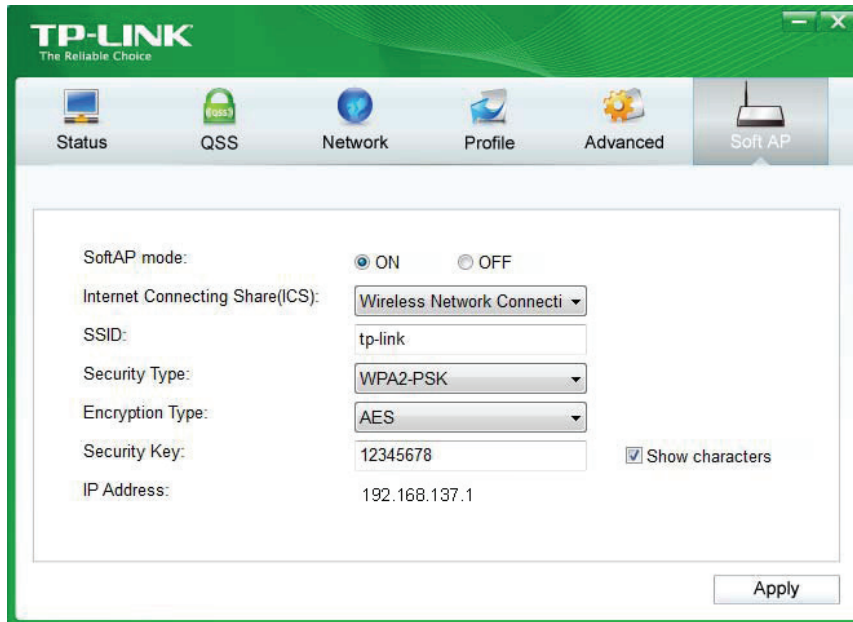 TP-LINK
The Reliable Choice
Status QSS Network Profile Advanced Soft AP
SoftAP mode: ON OFF
Internet Connecting Share(ICS): Wireless Network Connecti
SSID: tp-link
Security Type: WPA2-PSK
Encryption Type: AES
Security Key: 12345678 Show characters
IP Address: 192.168.137.1
Apply